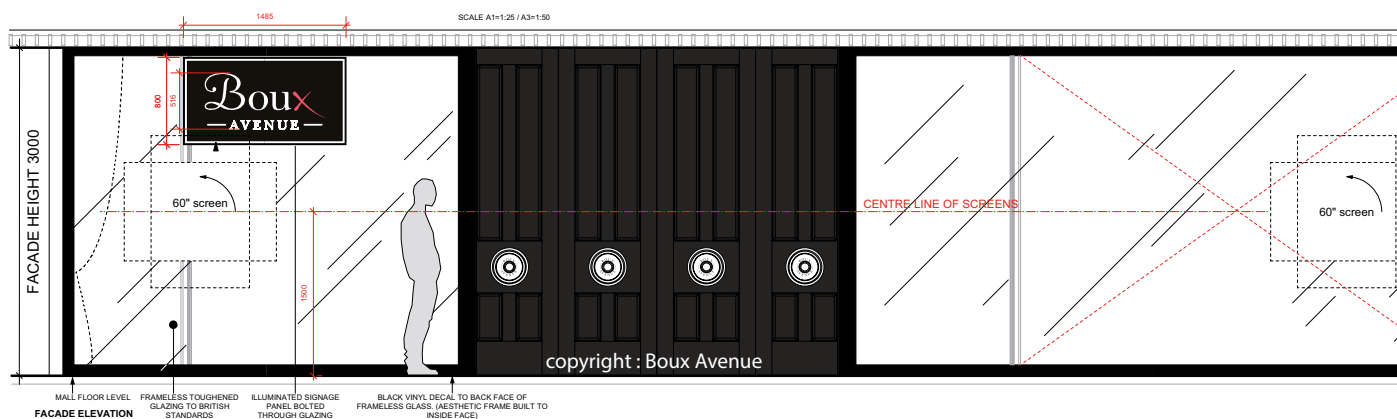 1485
SCALE A1=1:25 / A3=1:50
800
516
Boux
AVENUE
FACADE HEIGHT 3000
60" screen
CENTRE LINE OF SCREENS
60" screen
1500
copyright : Boux Avenue
MALL FLOOR LEVEL
FACADE ELEVATION
FRAMELESS TOUGHENED
GLAZING TO BRITISH
STANDARDS
ILLUMINATED SIGNAGE
PANEL BOLTED
THROUGH GLAZING
BLACK VINYL DECAL TO BACK FACE OF
FRAMELESS GLASS. (AESTHETIC FRAME BUILT TO
INSIDE FACE)